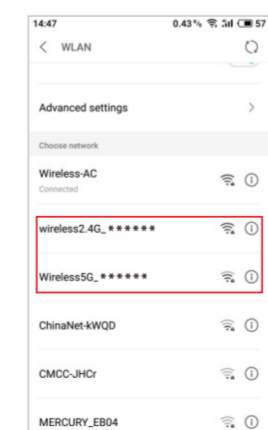 14:47 0.43% 57
< WLAN
Advanced settings >
Choose network
Wireless-AC
Connected
wireless2.4G_******
Wireless5G_******
ChinaNet-kWQD
CMCC-JHCr
MERCURY_EB04